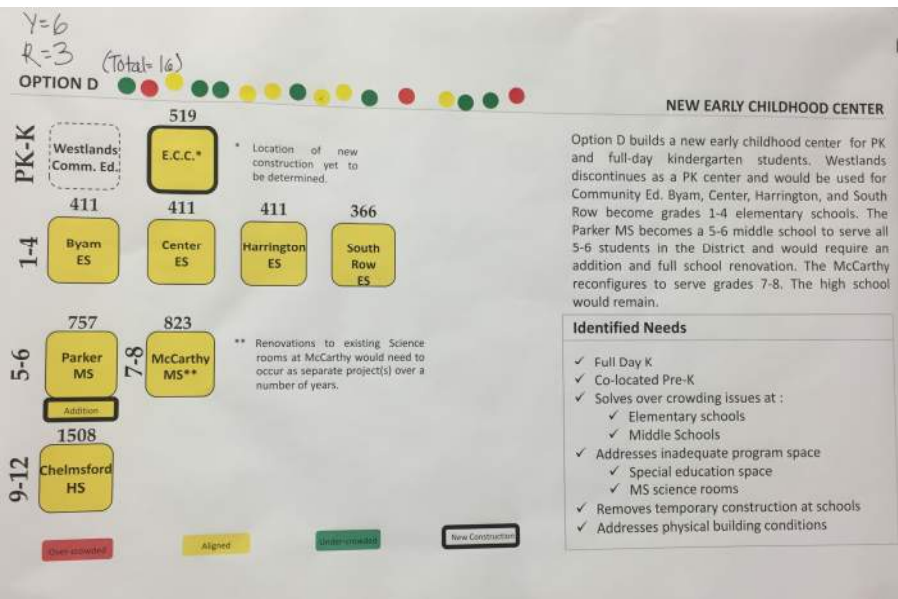 Y=6
R=3
(Total=16)
OPTION D
NEW EARLY CHILDHOOD CENTER
PK-K
Westlands
Comm. Ed.
519
E.C.C.*
* Location of new
construction yet to
be determined.
1-4
411
Byam
ES
411
Center
ES
411
Harrington
ES
366
South
Row
ES
5-6
757
Parker
MS
Addition
7-8
823
McCarthy
MS**
** Renovations to existing Science
rooms at McCarthy would need to
occur as separate project(s) over a
number of years.
9-12
1508
Chelmsford
HS
Over-crowded
Aligned
Under-crowded
New Construction
Option D builds a new early childhood center for PK
and full-day kindergarten students. Westlands
discontinues as a PK center and would be used for
Community Ed. Byam, Center, Harrington, and South
Row become grades 1-4 elementary schools. The
Parker MS becomes a 5-6 middle school to serve all
5-6 students in the District and would require an
addition and full school renovation. The McCarthy
reconfigures to serve grades 7-8. The high school
would remain.
Identified Needs
✓ Full Day K
✓ Co-located Pre-K
✓ Solves over crowding issues at :
✓ Elementary schools
✓ Middle Schools
✓ Addresses inadequate program space
✓ Special education space
✓ MS science rooms
✓ Removes temporary construction at schools
✓ Addresses physical building conditions